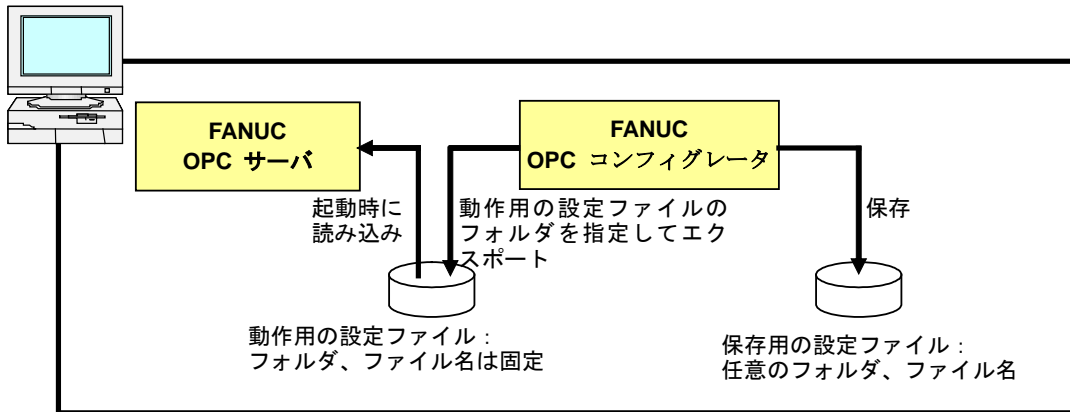 FANUC
OPC サーバ
FANUC
OPC コンフィグレータ
起動時に
読み込み
動作用の設定ファイルの
フォルダを指定してエク
スポート
保存
動作用の設定ファイル：
フォルダ、ファイル名は固定
保存用の設定ファイル：
任意のフォルダ、ファイル名